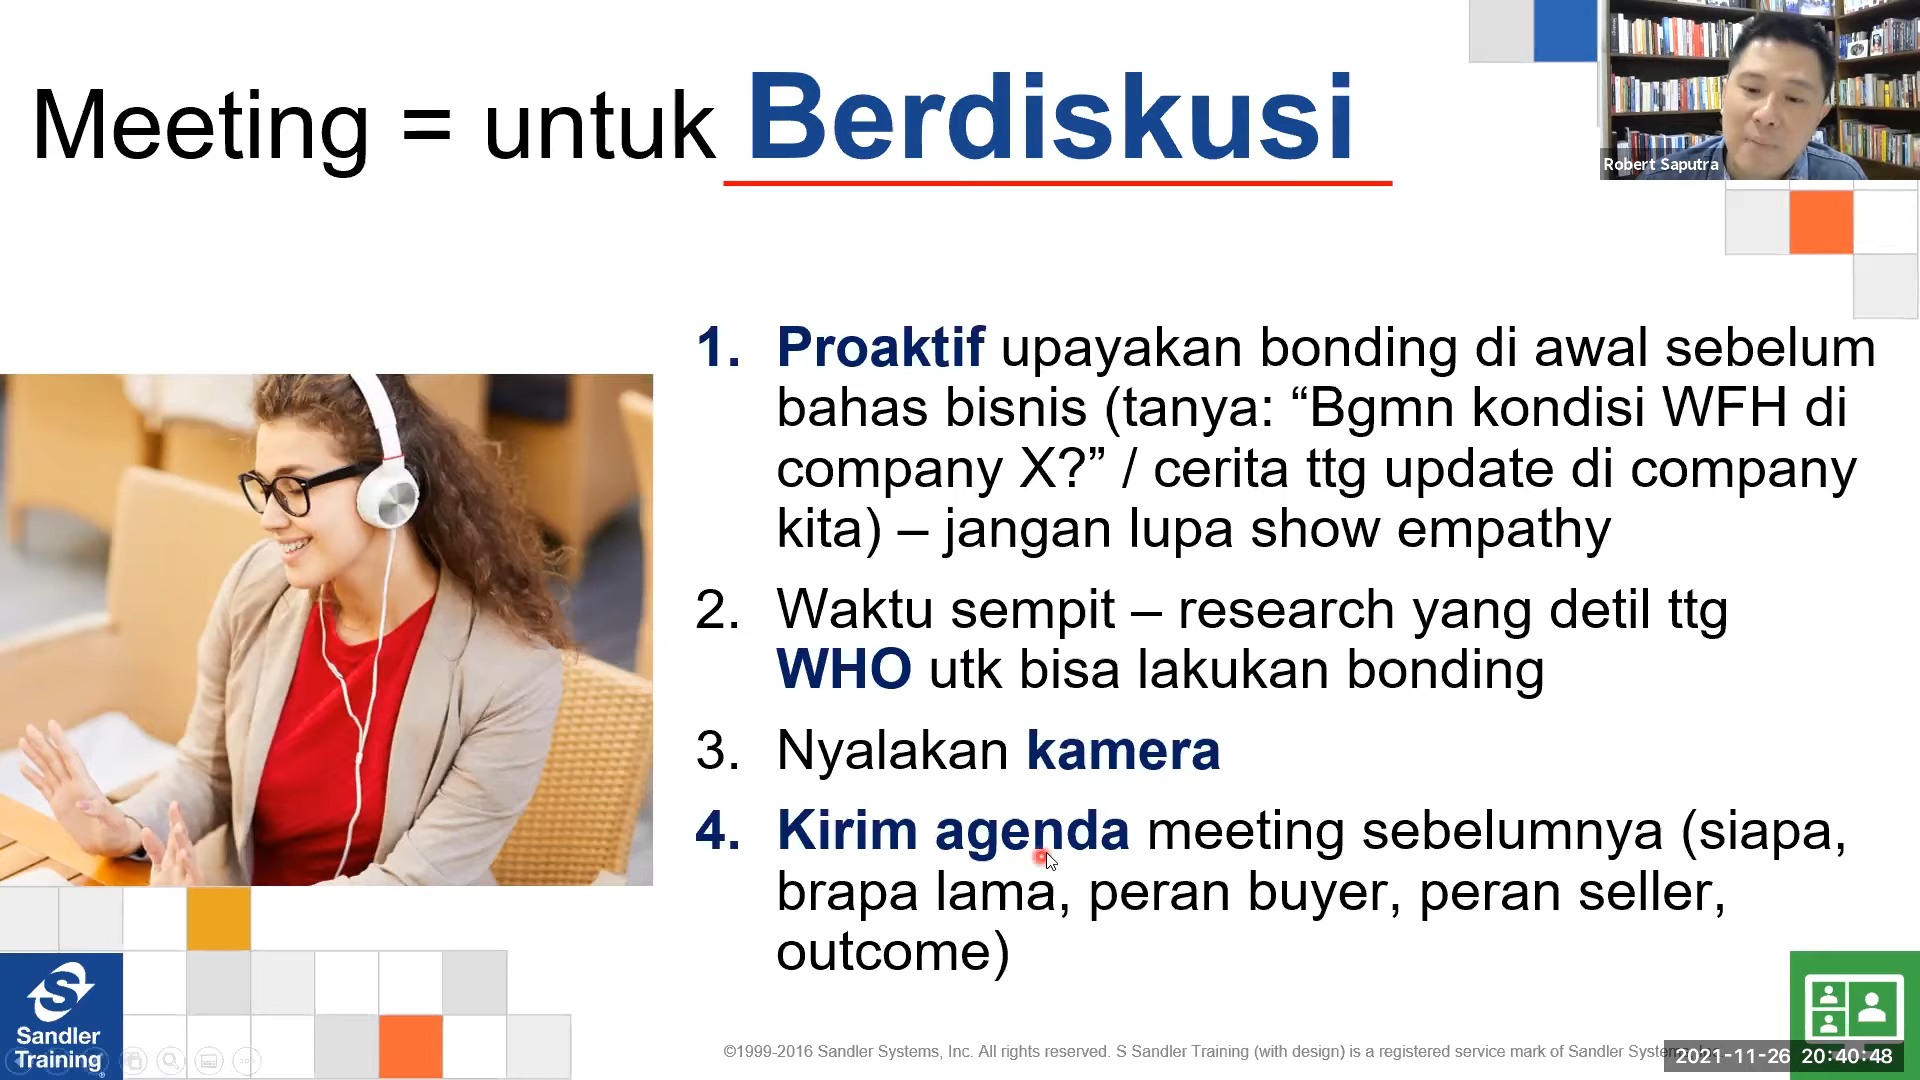 Meeting = untuk Berdiskusi
Robert Saputra
1. Proaktif upayakan bonding di awal sebelum
bahas bisnis (tanya: “Bgmn kondisi WFH di
company X?” / cerita ttg update di company
kita) – jangan lupa show empathy
2. Waktu sempit – research yang detil ttg
WHO utk bisa lakukan bonding
3. Nyalakan kamera
4. Kirim agenda meeting sebelumnya (siapa,
brapa lama, peran buyer, peran seller,
outcome)
S
Sandler
Training
©1999-2016 Sandler Systems, Inc. All rights reserved. S Sandler Training (with design) is a registered service mark of Sandler
2021-11-26 20:40:48